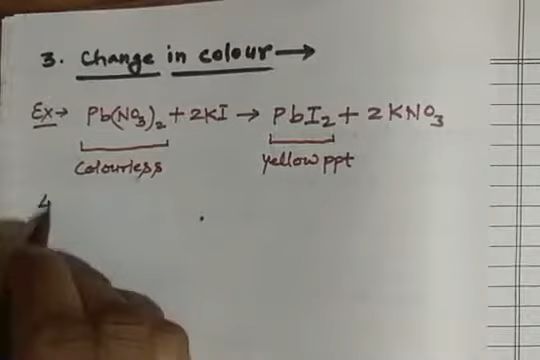 3. Change in colour →
Ex→ Pb(NO₃)₂ + 2KI → PbI₂ + 2KNO₃
Colourless yellow ppt
4